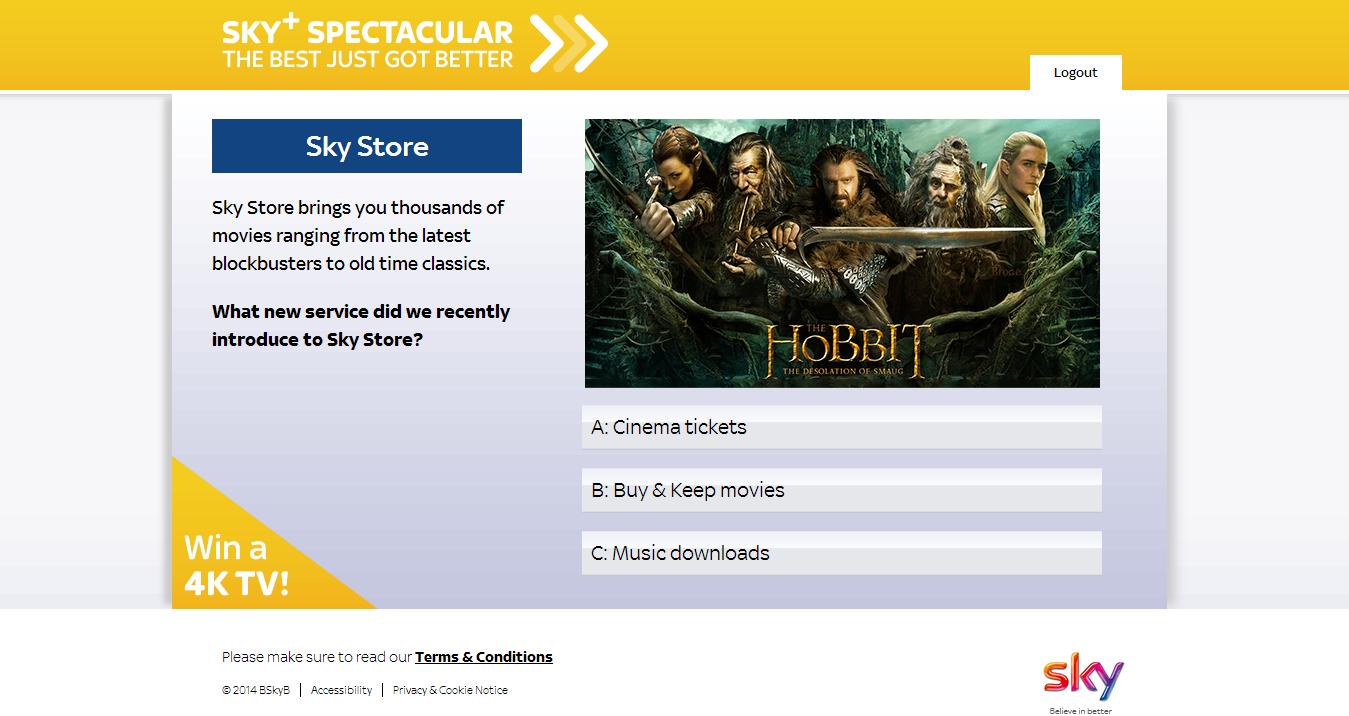 SKY+ SPECTACULAR
THE BEST JUST GOT BETTER
Logout
Sky Store
Sky Store brings you thousands of
movies ranging from the latest
blockbusters to old time classics.
What new service did we recently
introduce to Sky Store?
THE
HOBBIT
THE DESOLATION OF SMAUG
A: Cinema tickets
B: Buy & Keep movies
C: Music downloads
Win a
4K TV!
Please make sure to read our Terms & Conditions
© 2014 BSkyB | Accessibility | Privacy & Cookie Notice
sky
Believe in better